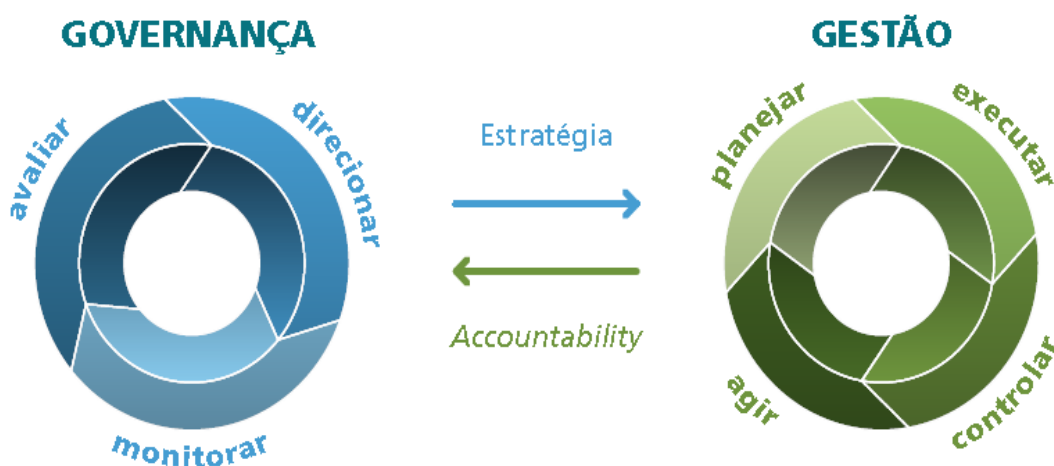 GOVERNANÇA
avaliar
direcionar
monitorar
Estratégia
Accountability
GESTÃO
planejar
executar
controlar
agir